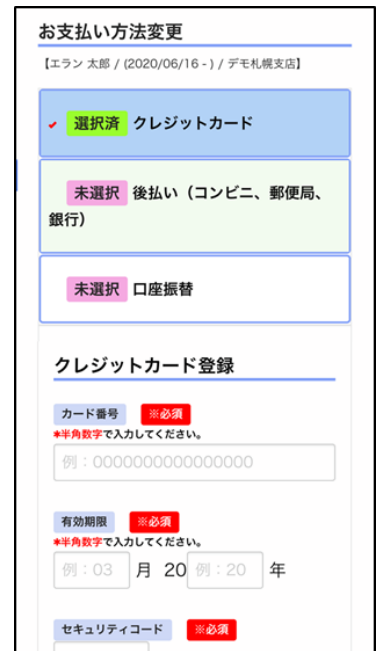 お支払い方法変更
【エラン 太郎 / (2020/06/16 - ) / デモ札幌支店】
選択済 クレジットカード
未選択 後払い（コンビニ、郵便局、
銀行）
未選択 口座振替
クレジットカード登録
カード番号 ※必須
*半角数字で入力してください。
例：0000000000000000
有効期限 ※必須
*半角数字で入力してください。
例：03 月 20 例：20 年
セキュリティコード ※必須